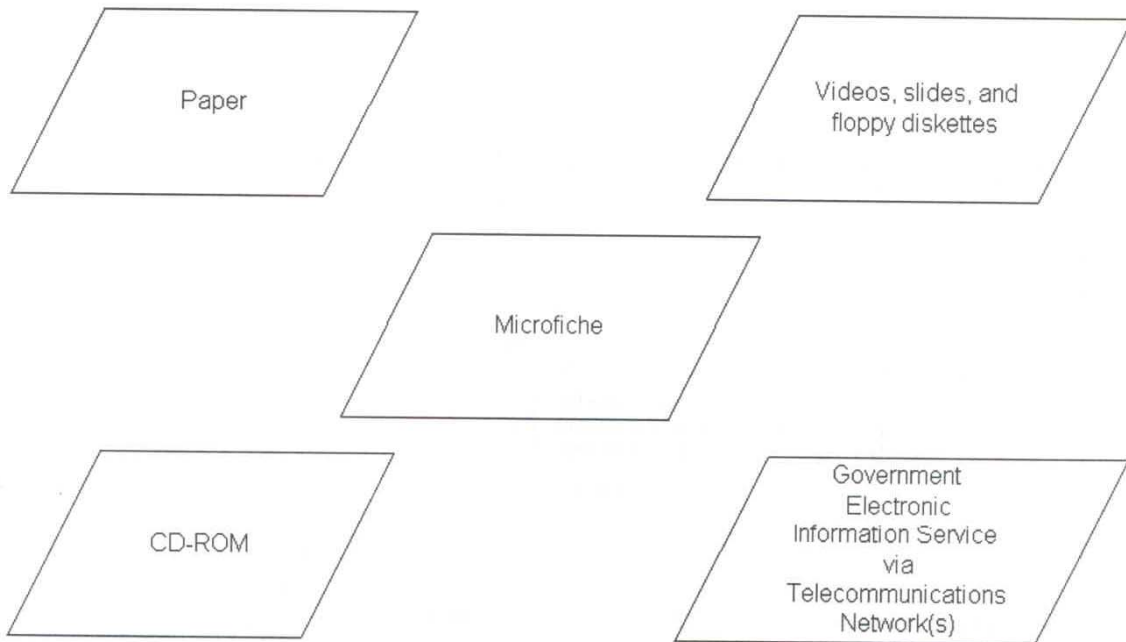 Paper
Videos, slides, and
floppy diskettes
Microfiche
CD-ROM
Government
Electronic
Information Service
via
Telecommunications
Network(s)